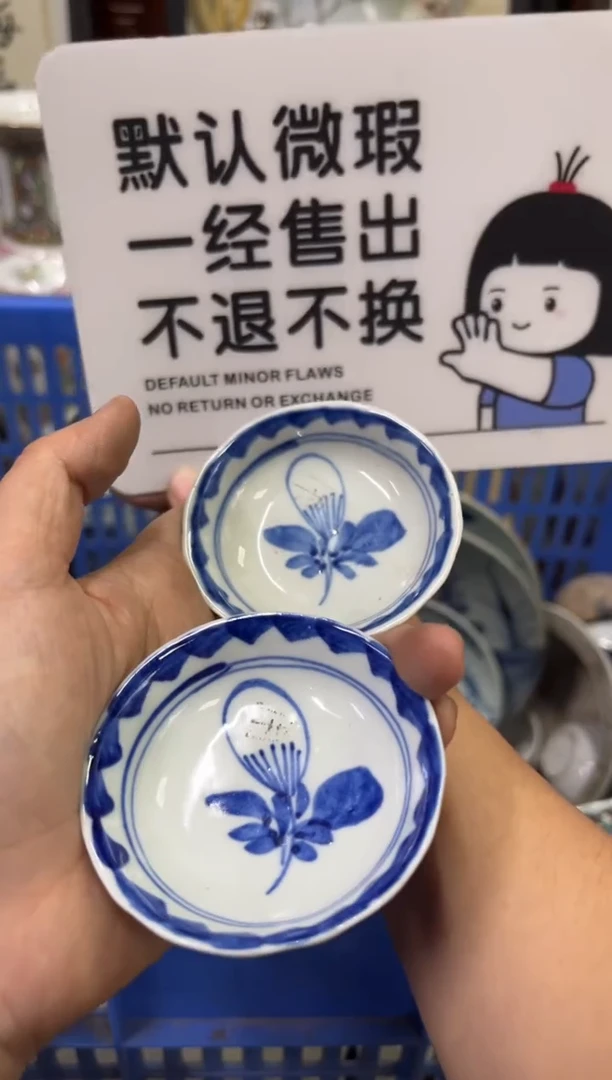 默认微瑕
一经售出
不退不换
DEFAULT MINOR FLAWS
NO RETURN OR EXCHANGE